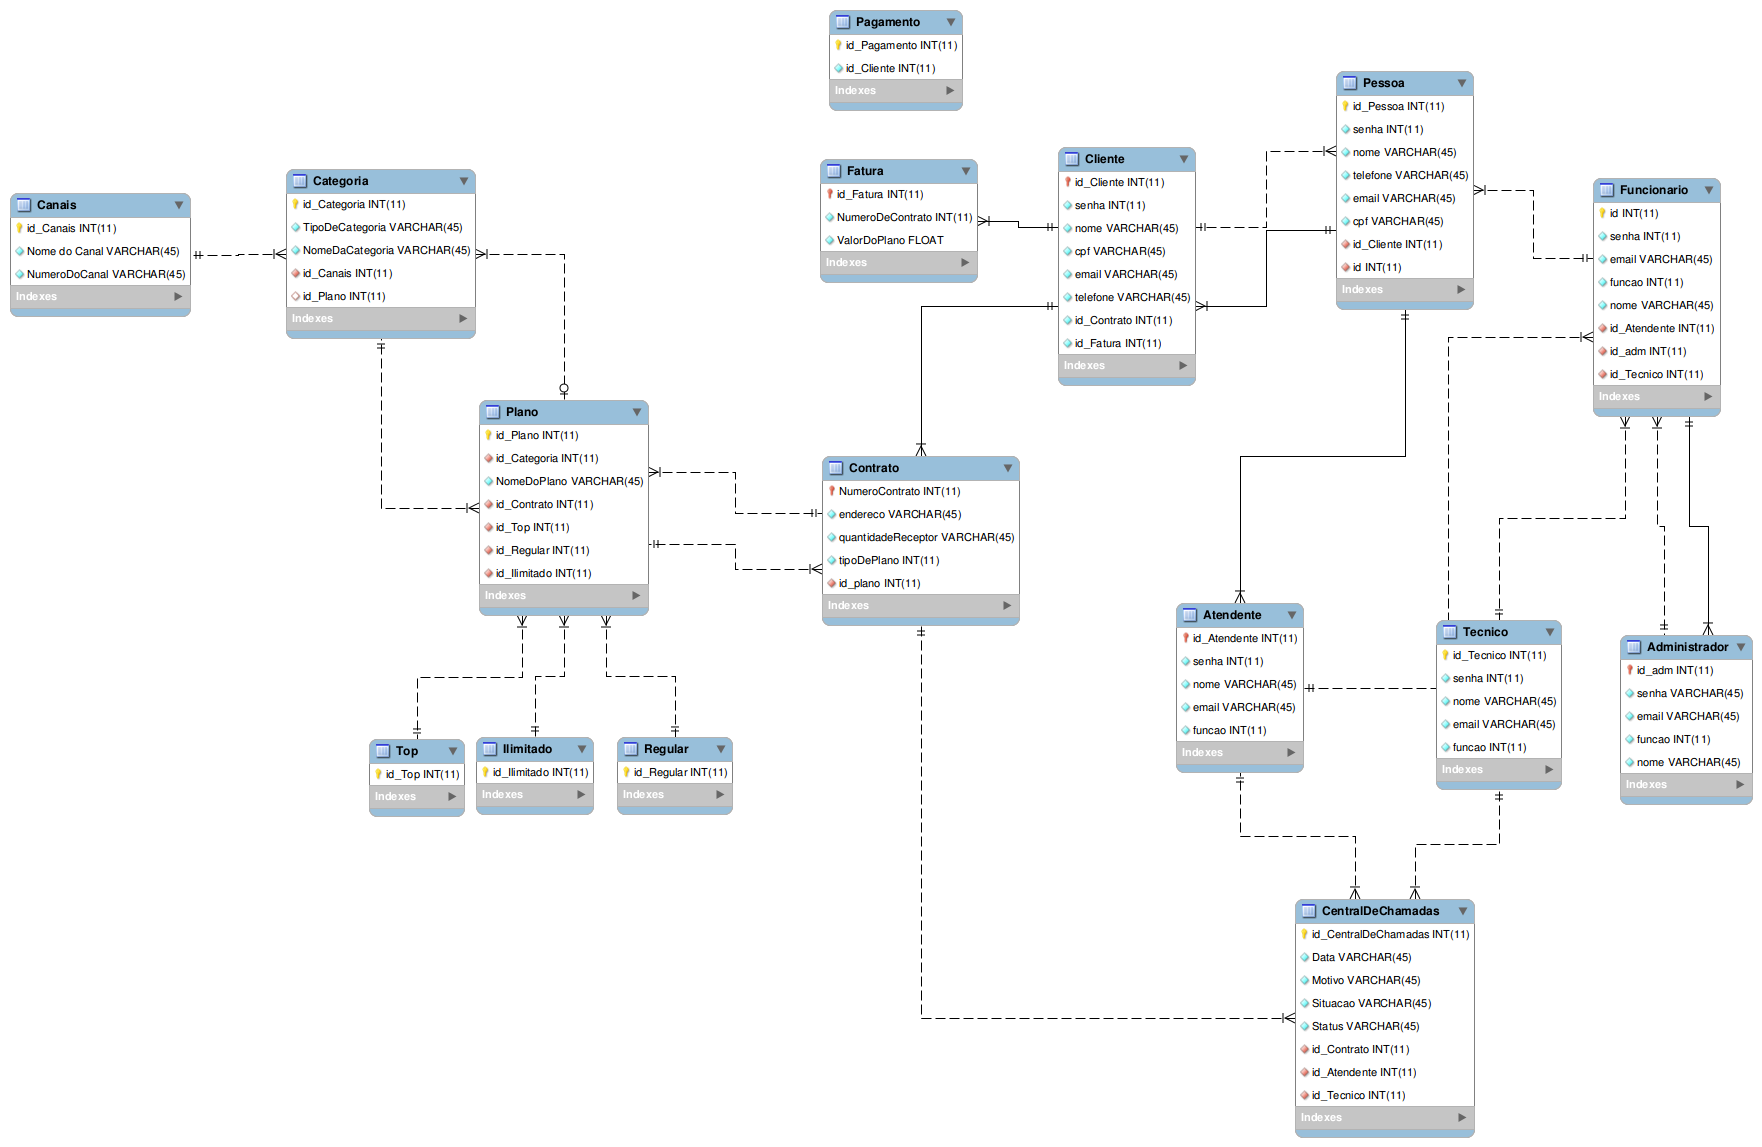 Pagamento
id_Pagamento INT(11)
id_Cliente INT(11)
Indexes
Pessoa
id_Pessoa INT(11)
senha INT(11)
nome VARCHAR(45)
telefone VARCHAR(45)
email VARCHAR(45)
cpf VARCHAR(45)
id_Cliente INT(11)
id INT(11)
Indexes
Cliente
id_Cliente INT(11)
senha INT(11)
nome VARCHAR(45)
cpf VARCHAR(45)
email VARCHAR(45)
telefone VARCHAR(45)
id_Contrato INT(11)
id_Fatura INT(11)
Indexes
Fatura
id_Fatura INT(11)
NumeroDeContrato INT(11)
ValorDoPlano FLOAT
Indexes
Categoria
id_Categoria INT(11)
TipoDeCategoria VARCHAR(45)
NomeDaCategoria VARCHAR(45)
id_Canais INT(11)
id_Plano INT(11)
Indexes
Canais
id_Canais INT(11)
Nome do Canal VARCHAR(45)
NumeroDoCanal VARCHAR(45)
Indexes
Funcionario
id INT(11)
senha INT(11)
email VARCHAR(45)
funcao INT(11)
nome VARCHAR(45)
id_Atendente INT(11)
id_adm INT(11)
id_Tecnico INT(11)
Indexes
Plano
id_Plano INT(11)
id_Categoria INT(11)
NomeDoPlano VARCHAR(45)
id_Contrato INT(11)
id_Top INT(11)
id_Regular INT(11)
id_Ilimitado INT(11)
Indexes
Contrato
NumeroContrato INT(11)
endereco VARCHAR(45)
quantidadeReceptor VARCHAR(45)
tipoDePlano INT(11)
id_plano INT(11)
Indexes
Atendente
id_Atendente INT(11)
senha INT(11)
nome VARCHAR(45)
email VARCHAR(45)
funcao INT(11)
Indexes
Tecnico
id_Tecnico INT(11)
senha INT(11)
nome VARCHAR(45)
email VARCHAR(45)
funcao INT(11)
Indexes
Administrador
id_adm INT(11)
senha VARCHAR(45)
email VARCHAR(45)
funcao INT(11)
nome VARCHAR(45)
Indexes
Top
id_Top INT(11)
Indexes
Ilimitado
id_Ilimitado INT(11)
Indexes
Regular
id_Regular INT(11)
Indexes
CentralDeChamadas
id_CentralDeChamadas INT(11)
Data VARCHAR(45)
Motivo VARCHAR(45)
Situacao VARCHAR(45)
Status VARCHAR(45)
id_Contrato INT(11)
id_Atendente INT(11)
id_Tecnico INT(11)
Indexes